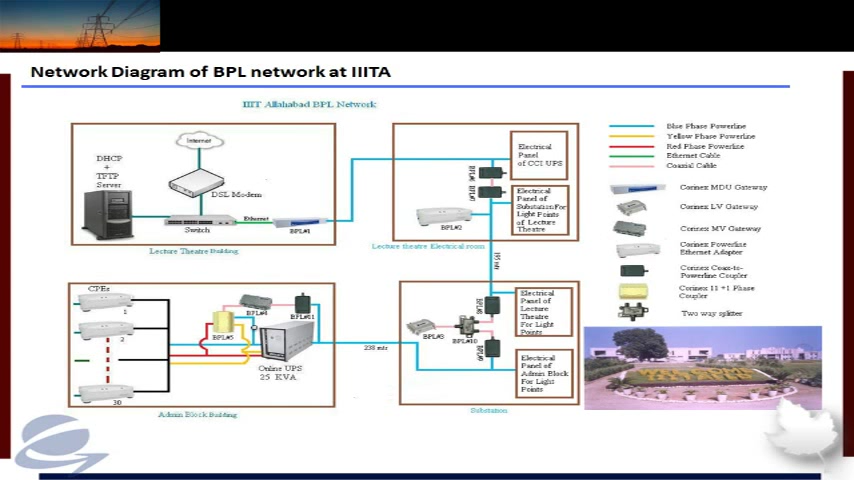 Network Diagram of BPL network at IIITA
IIIT Allahabad BPL Network
Internet
DHCP
+
TFTP
Server
DSL Modem
Ethernet
Switch
BPL#1
Lecture Theatre Building
Electrical
Panel
of CCI UPS
Electrical
Panel of
Substation For
Light Points
of Lecture
Theatre
BPL#2
Lecture theatre Electrical room
195 mtr
Blue Phase Powerline
Yellow Phase Powerline
Red Phase Powerline
Ethernet Cable
Coaxial Cable
Corinex MDU Gateway
Corinex LV Gateway
Corinex MV Gateway
Corinex Powerline
Ethernet Adapter
Corinex Coax-to-
Powerline Coupler
Corinex 11 +1 Phase
Coupler
Two way splitter
CPEs
1
2
30
BPL#4
BPL#11
BPL#5
Online UPS
25 KVA
Admin Block Building
238 mtr
BPL#3
BPL#10
Electrical
Panel of
Lecture
Theatre
For Light
Points
Electrical
Panel of
Admin Block
For Light
Points
Substation